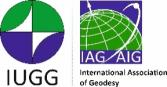 IUGG
IAG AIG
International Association
of Geodesy